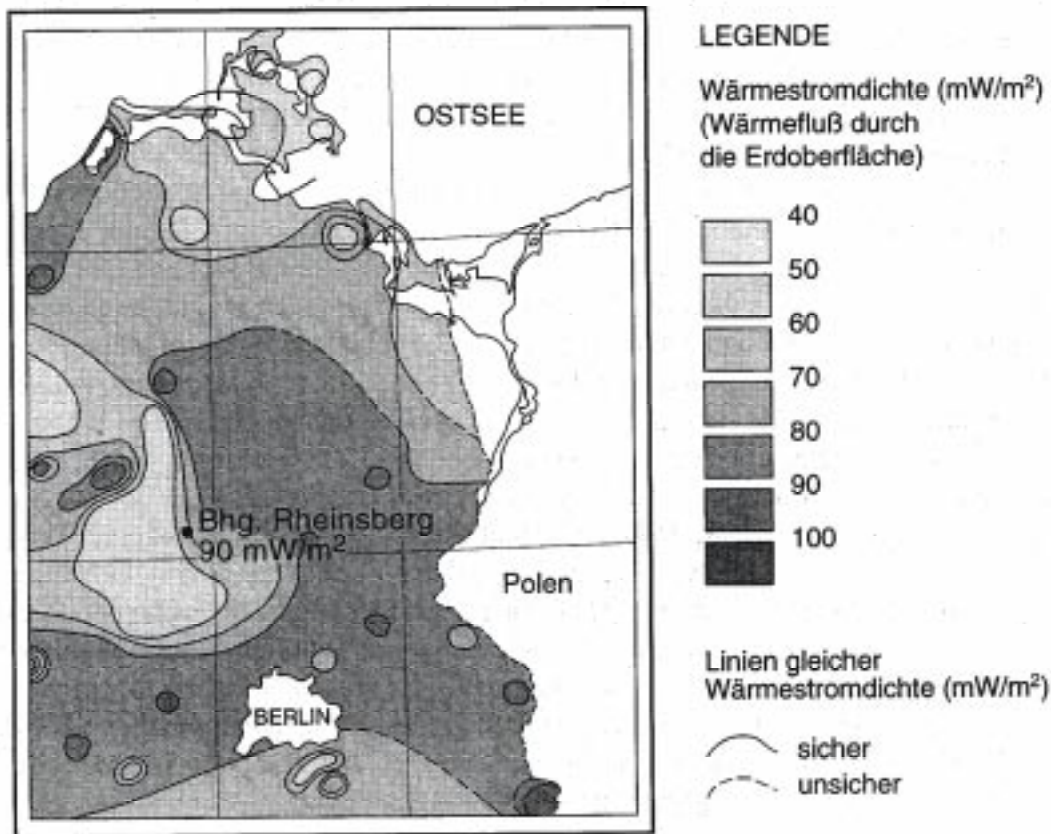 OSTSEE
Bhg. Rheinsberg
90 mW/m²
Polen
BERLIN
LEGENDE
Wärmestromdichte (mW/m²)
(Wärmefluß durch
die Erdoberfläche)
40
50
60
70
80
90
100
Linien gleicher
Wärmestromdichte (mW/m²)
sicher
unsicher